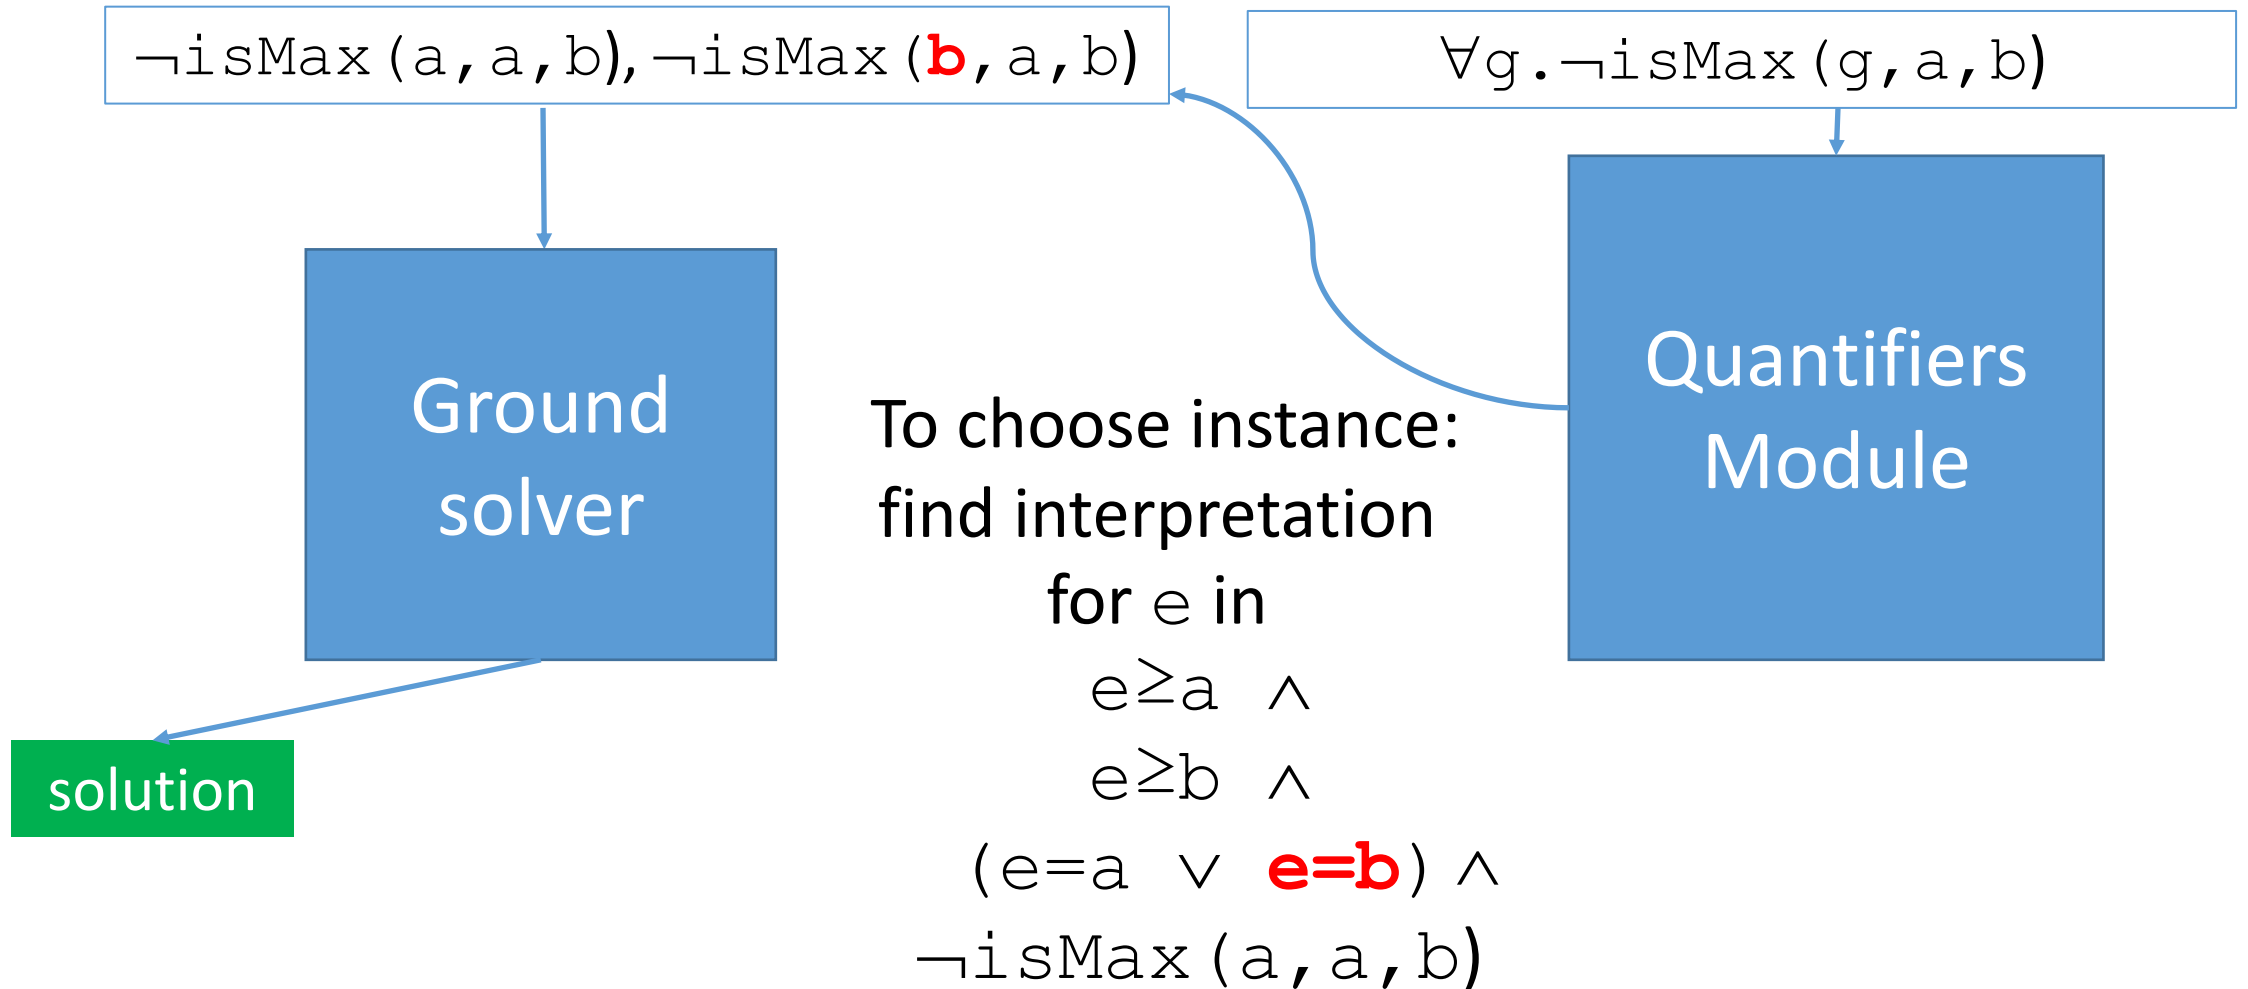 ¬isMax(a,a,b),¬isMax(b,a,b)
∀g.¬isMax(g,a,b)
Ground
solver
Quantifiers
Module
To choose instance:
find interpretation
for e in
e≥a ∧
e≥b ∧
(e=a ∨ e=b)∧
¬isMax(a,a,b)
solution